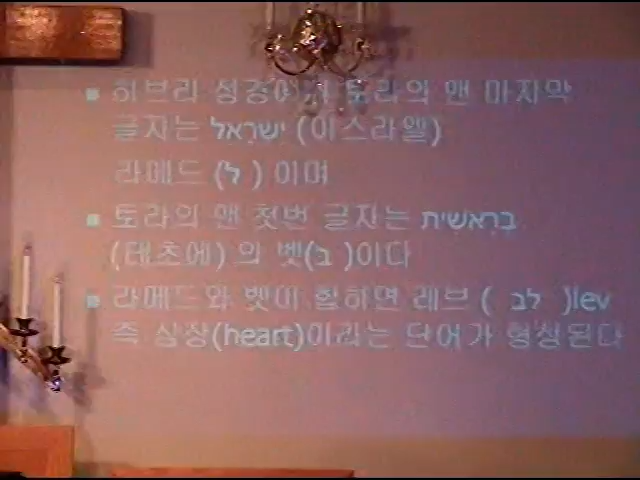 ▪ 히브리 성경에서 토라의 맨 마지막
글자는 ישראל (이스라엘)
라메드 (ל) 이며
▪ 토라의 맨 첫번 글자는 בראשית
(태초에) 의 벳(ב)이다
▪ 라메드와 벳이 합하면 레브 ( לב )lev
즉 심장(heart)이라는 단어가 형성된다